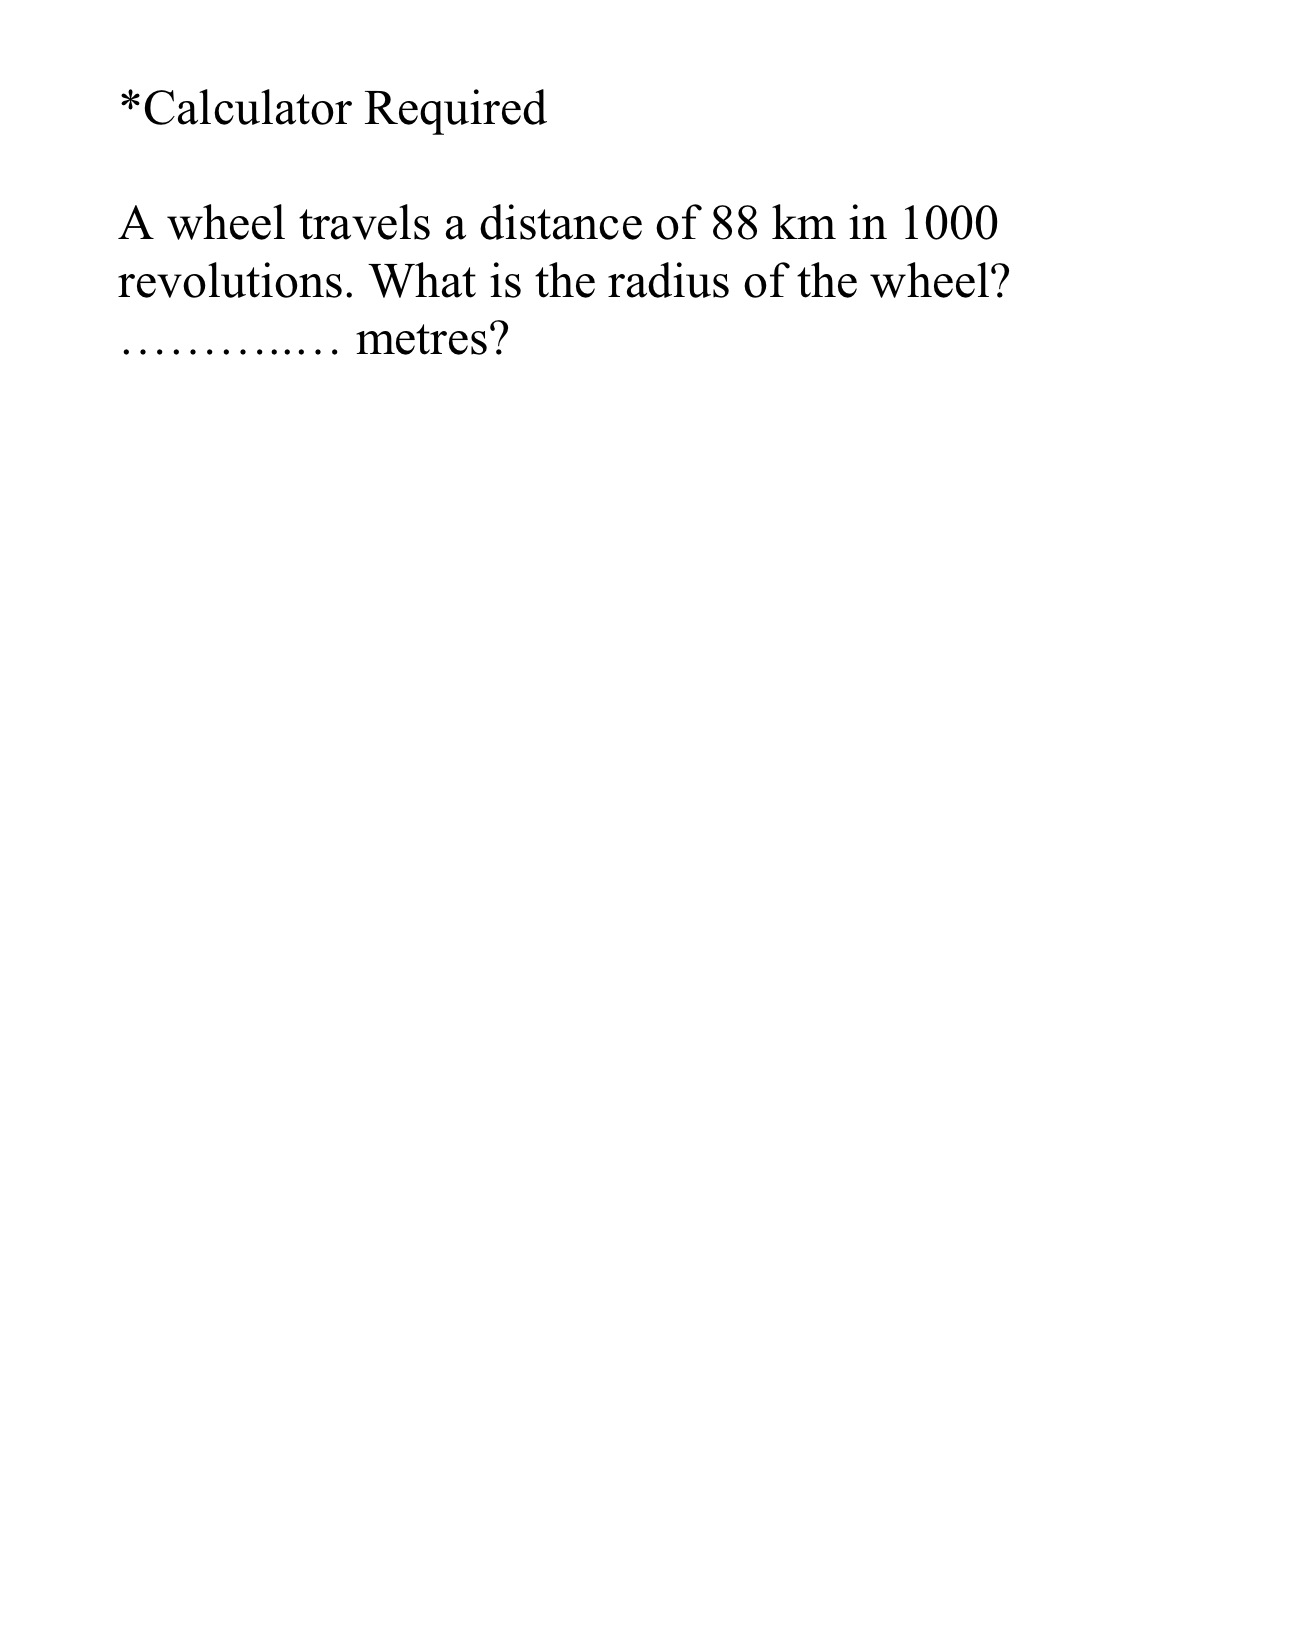 *Calculator Required
A wheel travels a distance of 88 km in 1000
revolutions. What is the radius of the wheel?
………..… metres?